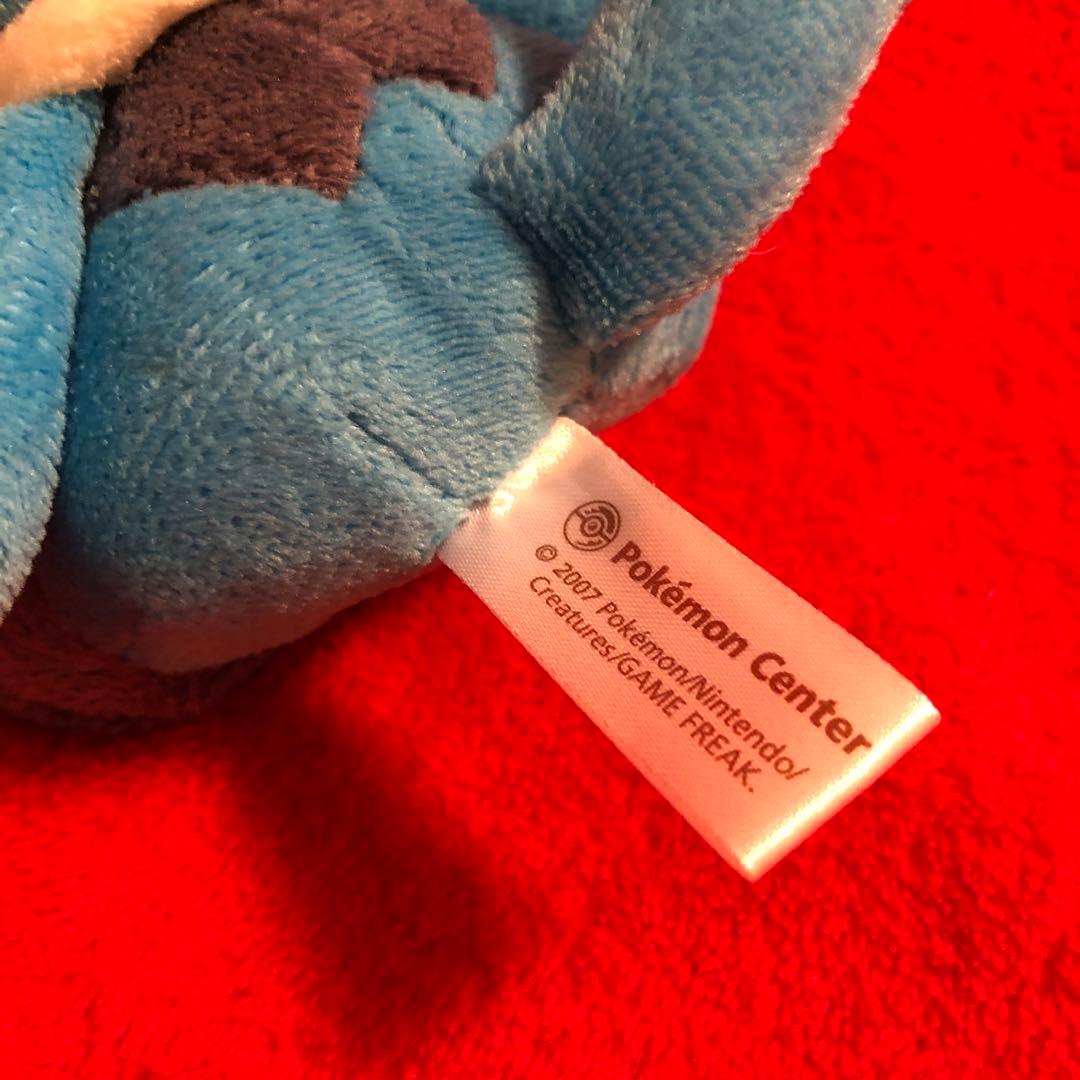 Pokémon Center
© 2007 Pokémon/Nintendo/
Creatures/GAME FREAK.